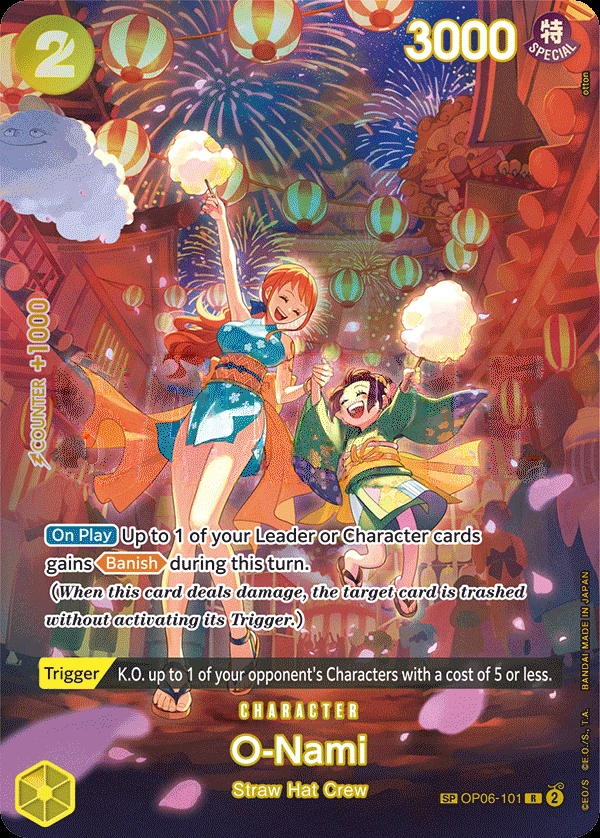 2
3000
特
SPECIAL
otton
COUNTER +1000
On Play Up to 1 of your Leader or Character cards
gains Banish during this turn.
(When this card deals damage, the target card is trashed
without activating its Trigger.)
Trigger K.O. up to 1 of your opponent's Characters with a cost of 5 or less.
CHARACTER
O-Nami
Straw Hat Crew
SP OP06-101 R 2
©E.O/S ©E.O./S., T.A. BANDAI MADE IN JAPAN